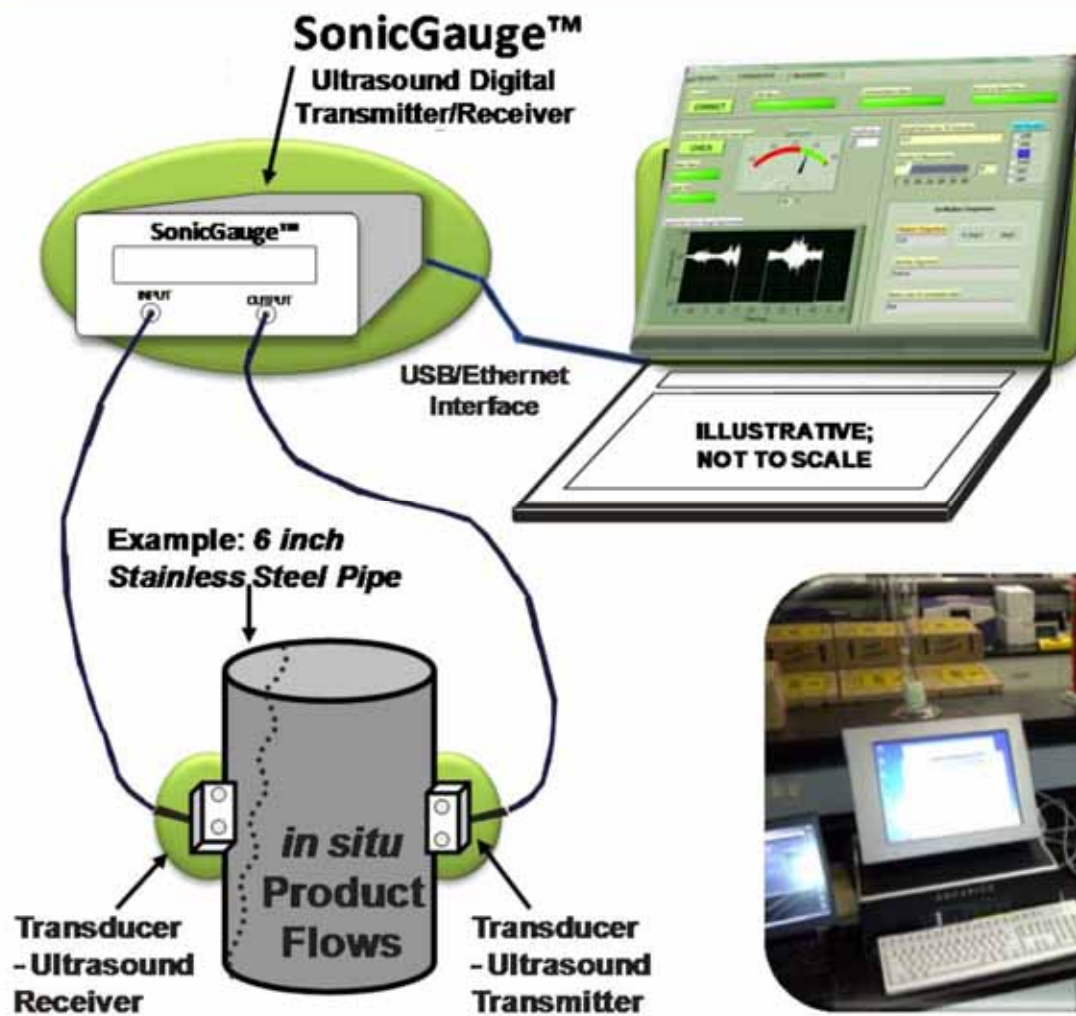 SonicGauge™
Ultrasound Digital
Transmitter/Receiver
CONNECT
SonicGauge™
INPUT
OUTPUT
USB/Ethernet
Interface
ILLUSTRATIVE;
NOT TO SCALE
Example: 6 inch
Stainless Steel Pipe
in situ
Product
Flows
Transducer
- Ultrasound
Receiver
Transducer
- Ultrasound
Transmitter